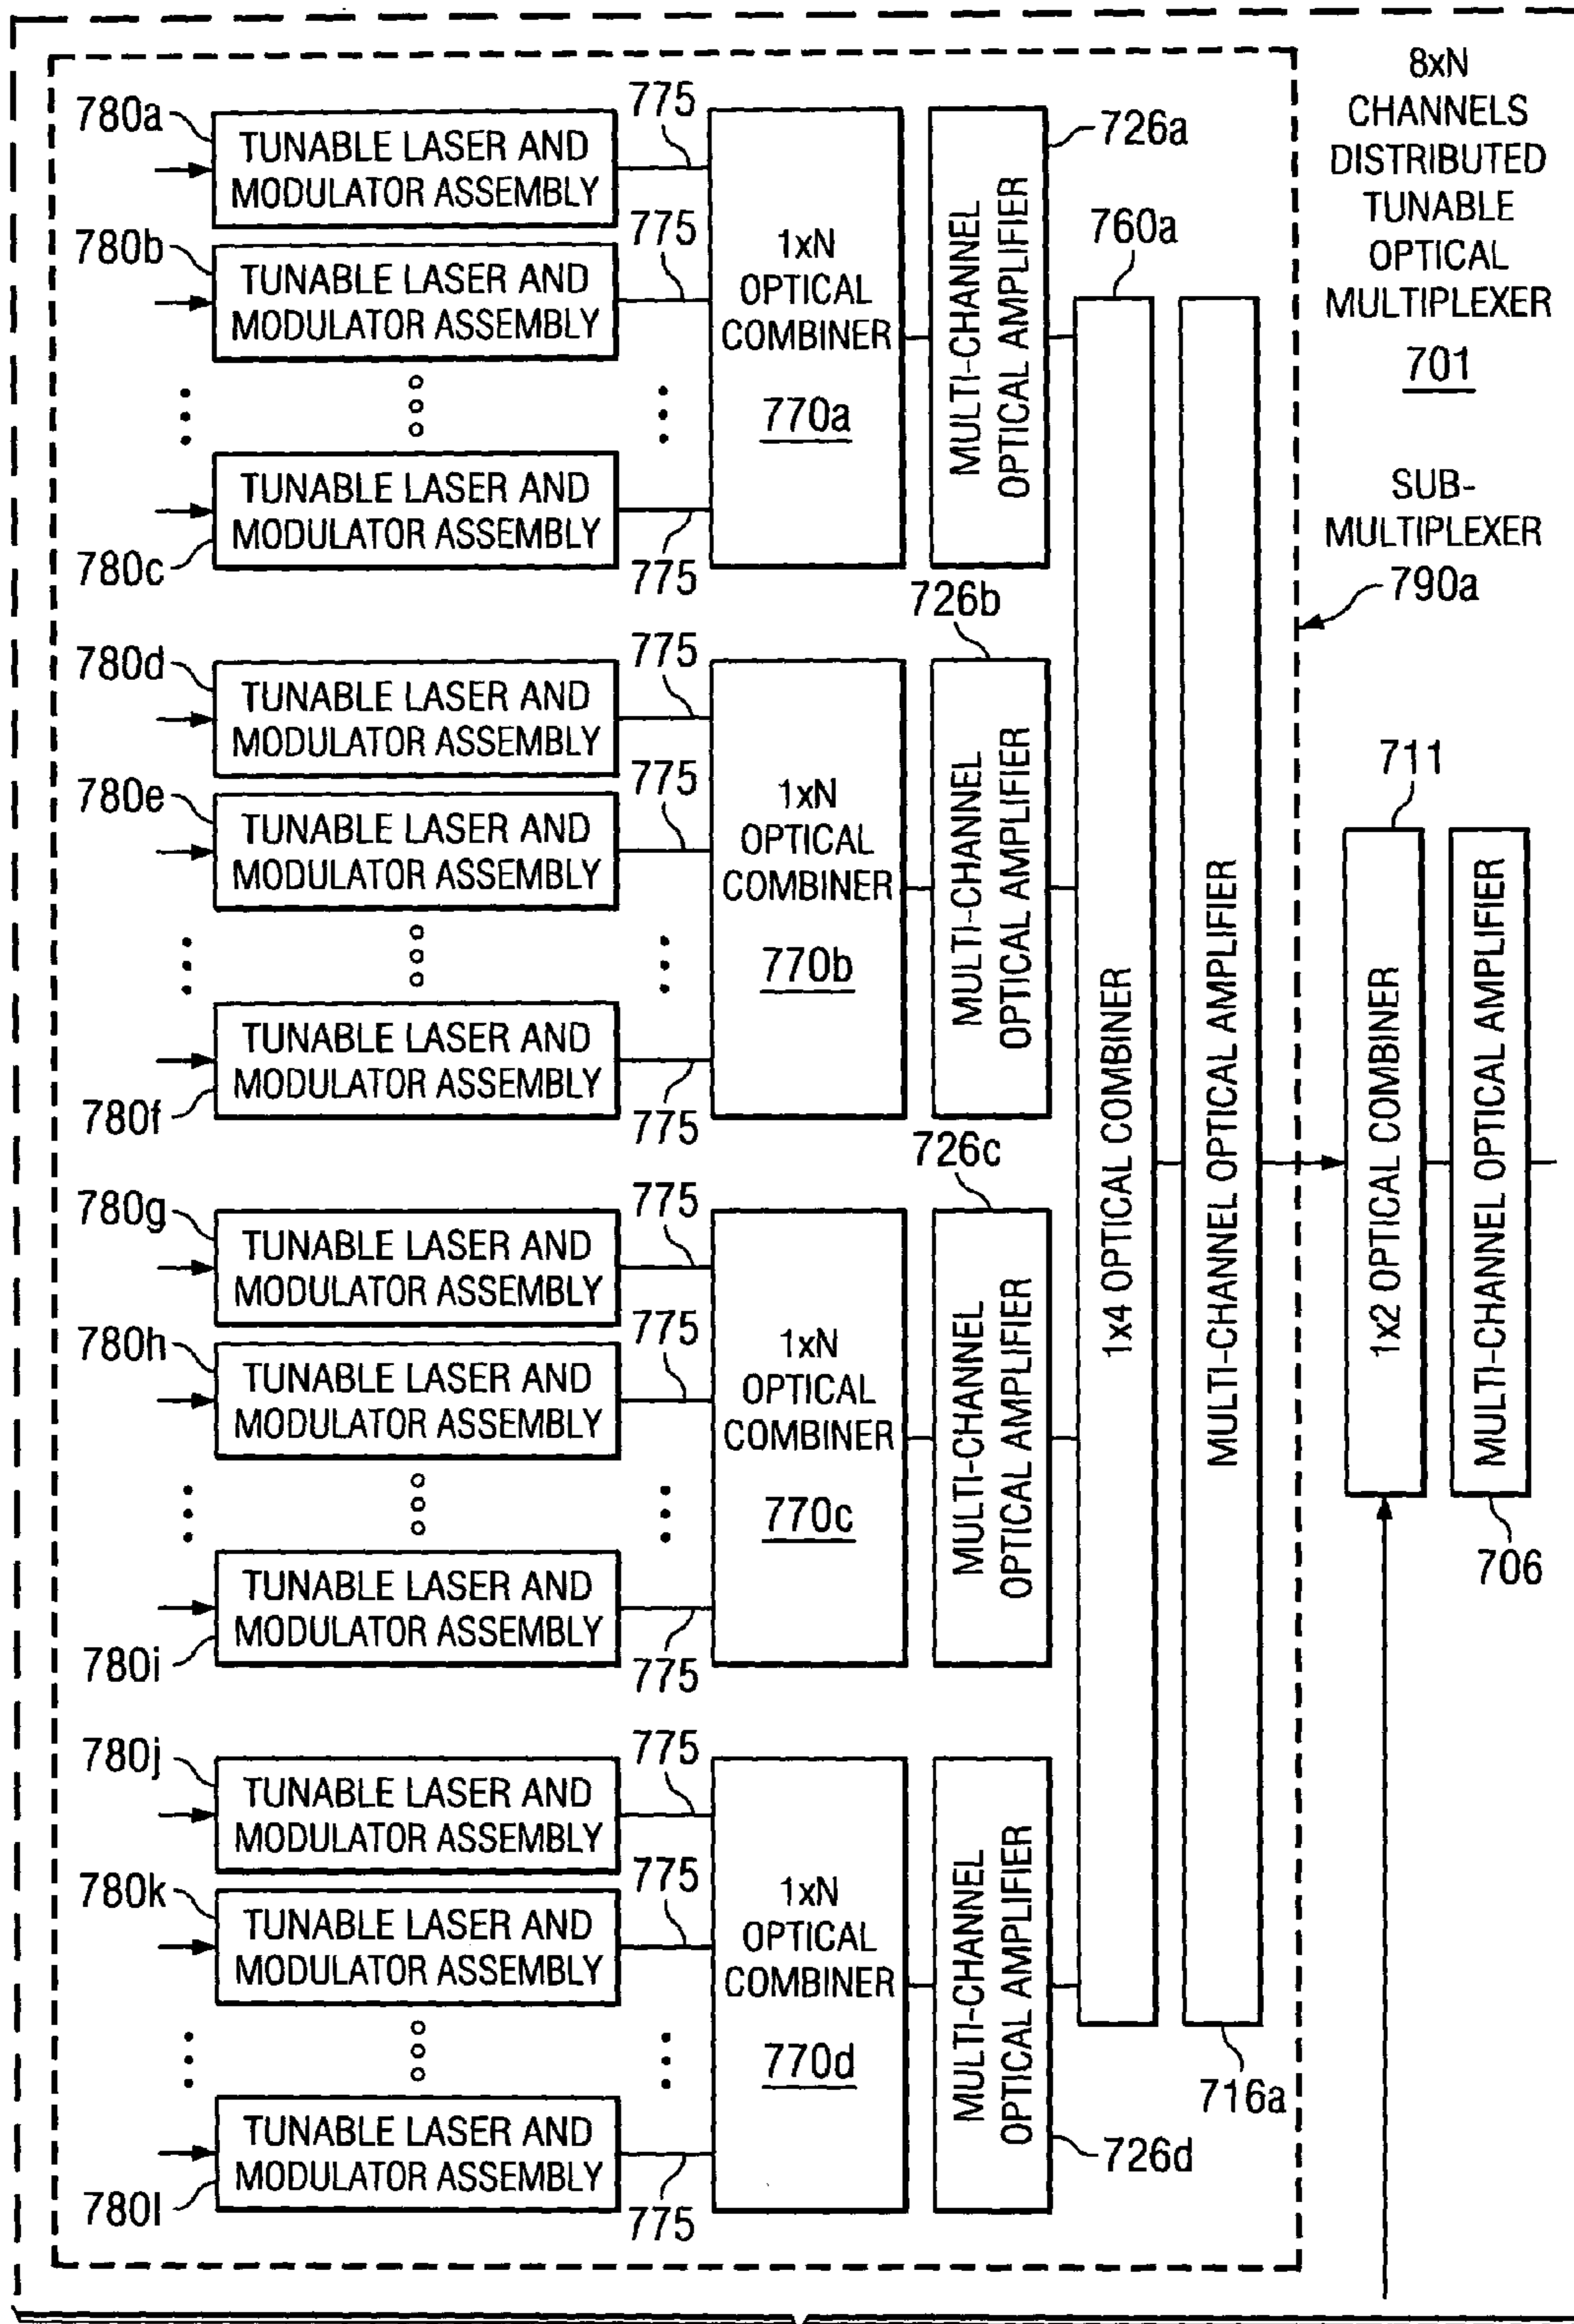 780a
TUNABLE LASER AND
MODULATOR ASSEMBLY
775
780b
TUNABLE LASER AND
MODULATOR ASSEMBLY
775
780c
TUNABLE LASER AND
MODULATOR ASSEMBLY
775
1xN
OPTICAL
COMBINER
770a
MULTI-CHANNEL
OPTICAL AMPLIFIER
726a
780d
TUNABLE LASER AND
MODULATOR ASSEMBLY
775
780e
TUNABLE LASER AND
MODULATOR ASSEMBLY
775
780f
TUNABLE LASER AND
MODULATOR ASSEMBLY
775
1xN
OPTICAL
COMBINER
770b
726b
MULTI-CHANNEL
OPTICAL AMPLIFIER
780g
TUNABLE LASER AND
MODULATOR ASSEMBLY
775
780h
TUNABLE LASER AND
MODULATOR ASSEMBLY
775
780i
TUNABLE LASER AND
MODULATOR ASSEMBLY
775
1xN
OPTICAL
COMBINER
770c
726c
MULTI-CHANNEL
OPTICAL AMPLIFIER
780j
TUNABLE LASER AND
MODULATOR ASSEMBLY
775
780k
TUNABLE LASER AND
MODULATOR ASSEMBLY
775
780l
TUNABLE LASER AND
MODULATOR ASSEMBLY
775
1xN
OPTICAL
COMBINER
770d
MULTI-CHANNEL
OPTICAL AMPLIFIER
726d
760a
1x4 OPTICAL COMBINER
MULTI-CHANNEL OPTICAL AMPLIFIER
716a
8xN
CHANNELS
DISTRIBUTED
TUNABLE
OPTICAL
MULTIPLEXER
701
SUB-
MULTIPLEXER
790a
711
1x2 OPTICAL COMBINER
MULTI-CHANNEL OPTICAL AMPLIFIER
706